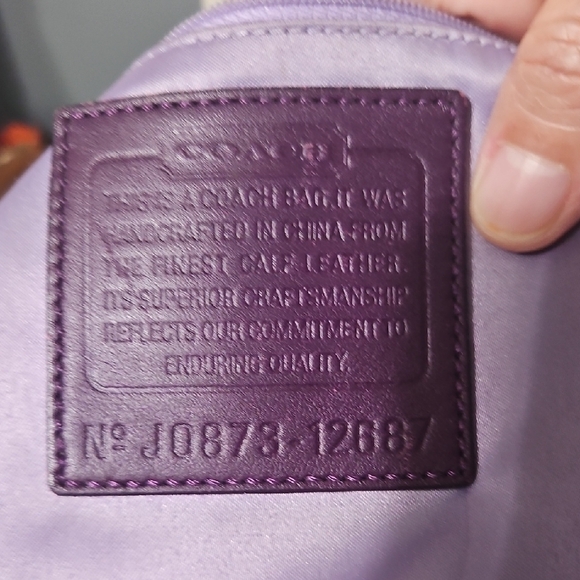 COACH
THIS IS A COACH BAG. IT WAS
HANDCRAFTED IN CHINA FROM
THE FINEST CALF LEATHER.
ITS SUPERIOR CRAFTSMANSHIP
REFLECTS OUR COMMITMENT TO
ENDURING QUALITY.
Nº J0873-12687